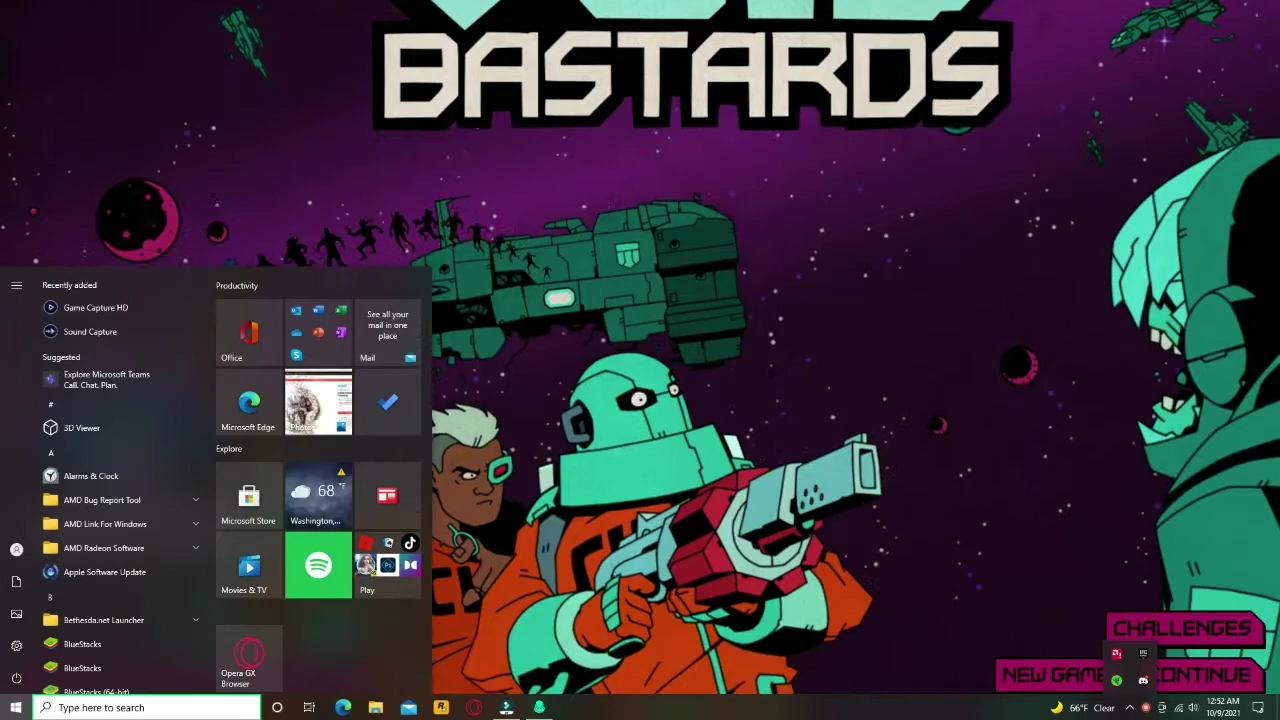 VOID
BASTARDS
Recently added
Game Capture HD
Sound Capture
Suggested
Explore Microsoft Teams
Call. Chat. Plan.
#
3D Viewer
A
Alarms & Clock
AMD Bug Report Tool
AMD Link For Windows
AMD Radeon Software
Apple Software Update
B
Bethesda.net Launcher
BlueStacks
BlueStacks
BlueStacks (64-bit)
Productivity
Office
See all your
mail in one
place
Mail
Microsoft Edge
Photos
Explore
Microsoft Store
68 °F
Washington,...
Movies & TV
Play
Opera GX
Browser
CHALLENGES
NEW GAME
CONTINUE
Type here to search
66°F Clear
12:52 AM
10/9/2021